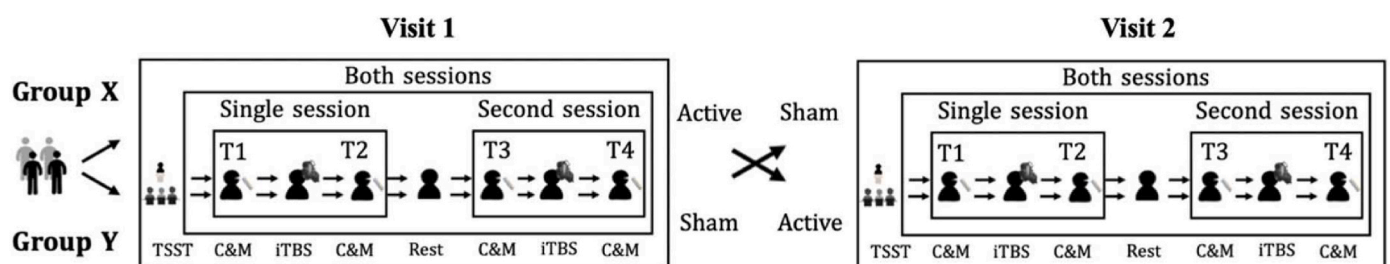 Visit 1
Visit 2
Both sessions
Both sessions
Group X
Single session
Second session
Active
Sham
Single session
Second session
T1
T2
T3
T4
T1
T2
T3
T4
Sham
Active
Group Y
TSST
C&M
iTBS
C&M
Rest
C&M
iTBS
C&M
TSST
C&M
iTBS
C&M
Rest
C&M
iTBS
C&M